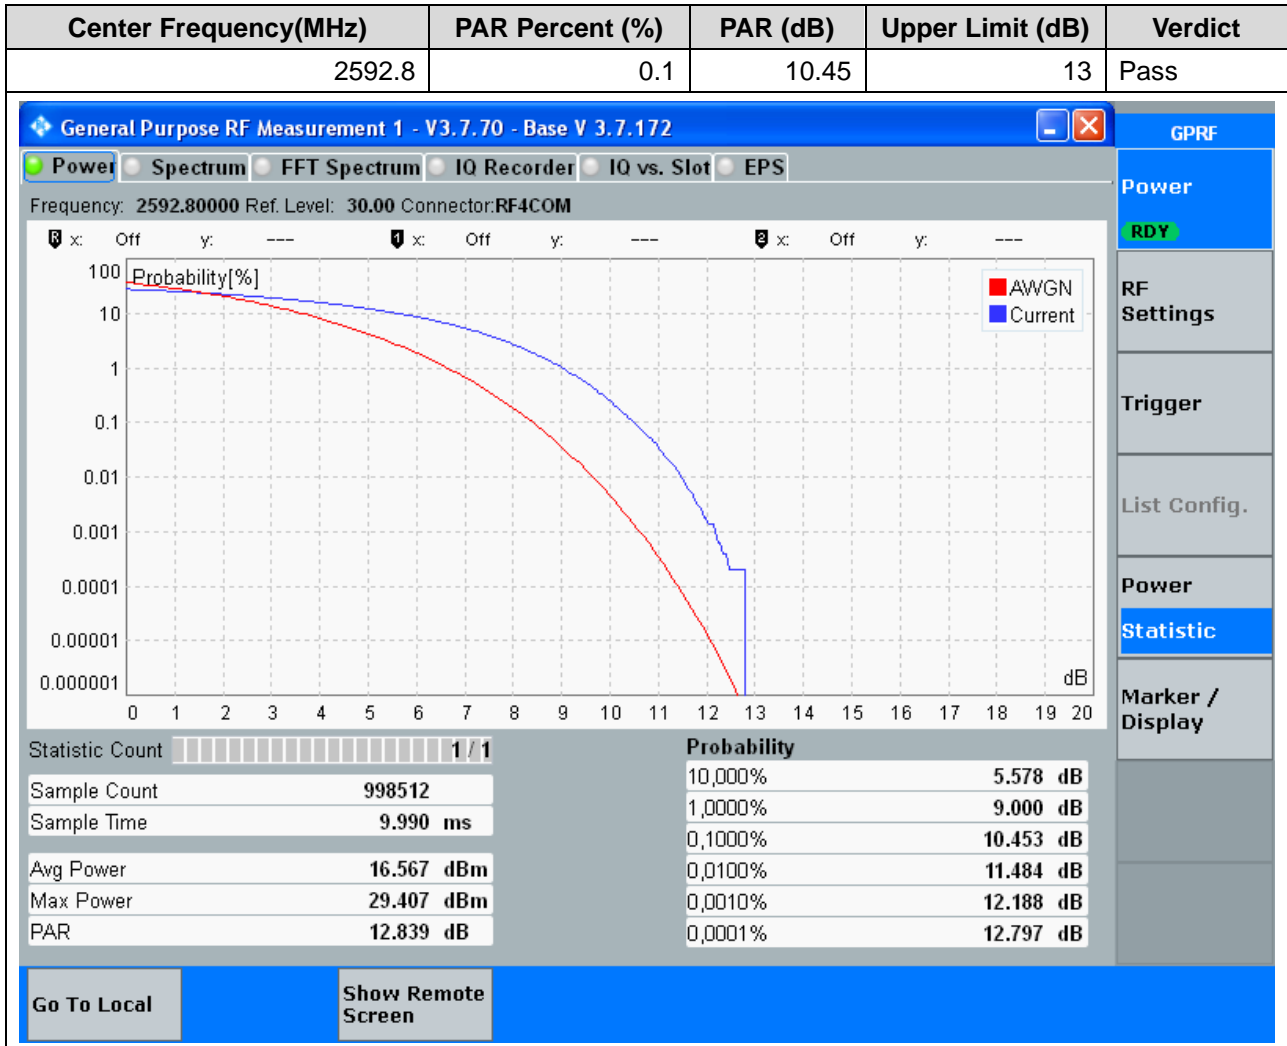 Center Frequency(MHz) PAR Percent (%) PAR (dB) Upper Limit (dB) Verdict
2592.8 0.1 10.45 13 Pass
General Purpose RF Measurement 1 - V3.7.70 - Base V 3.7.172
GPRF
Power Spectrum FFT Spectrum IQ Recorder IQ vs. Slot EPS
Frequency: 2592.80000 Ref. Level: 30.00 Connector:RF4COM
R x: Off y: --- 1 x: Off y: --- 2 x: Off y: ---
Probability[%]
100
10
1
0.1
0.01
0.001
0.0001
0.00001
0.000001
AWGN
Current
dB
0 1 2 3 4 5 6 7 8 9 10 11 12 13 14 15 16 17 18 19 20
Statistic Count 1 / 1
Sample Count 998512
Sample Time 9.990 ms
Avg Power 16.567 dBm
Max Power 29.407 dBm
PAR 12.839 dB
Probability
10,000% 5.578 dB
1,0000% 9.000 dB
0,1000% 10.453 dB
0,0100% 11.484 dB
0,0010% 12.188 dB
0,0001% 12.797 dB
Power
RDY
RF
Settings
Trigger
List Config.
Power
Statistic
Marker /
Display
Go To Local
Show Remote
Screen